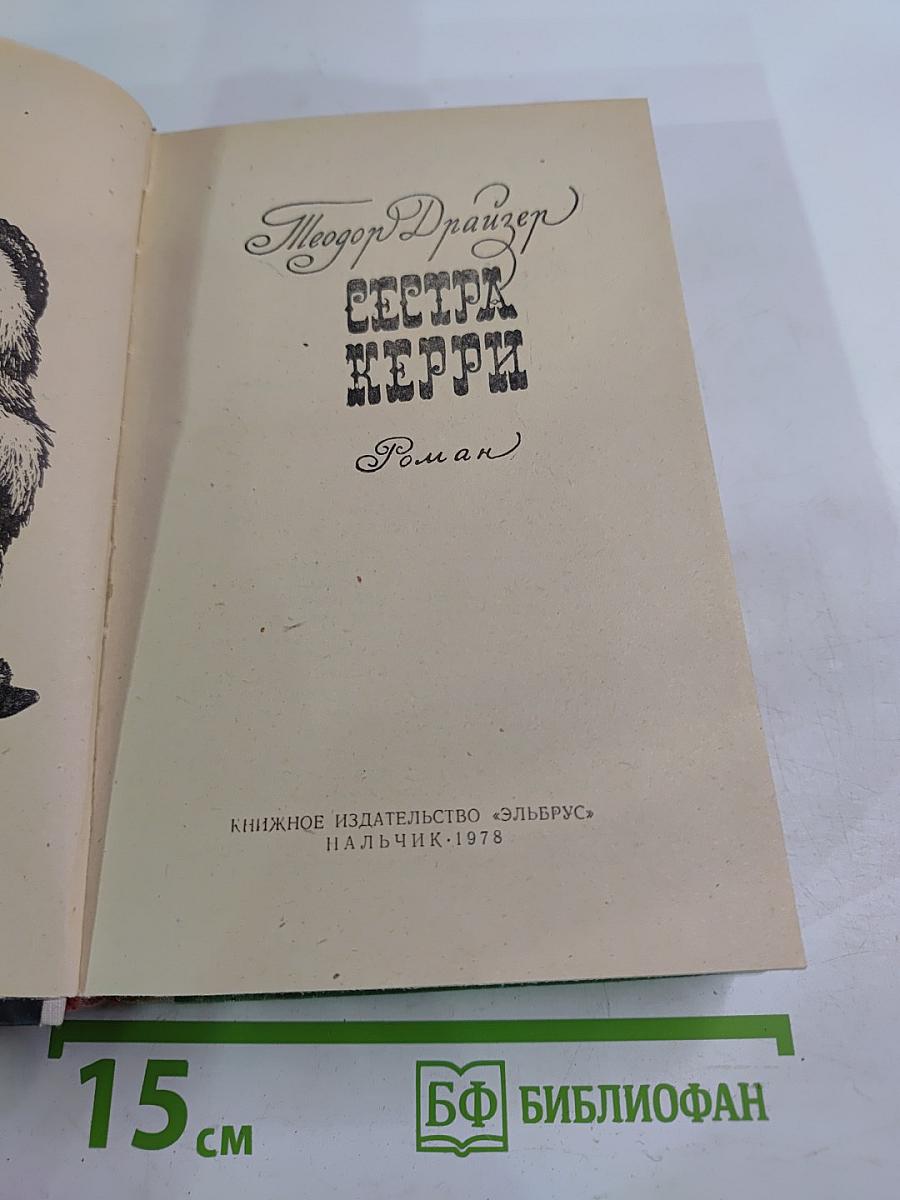 Теодор Драйзер
СЕСТРА
КЕРРИ
Роман
КНИЖНОЕ ИЗДАТЕЛЬСТВО «ЭЛЬБРУС»
НАЛЬЧИК · 1978
15 см
БФ БИБЛИОФАН